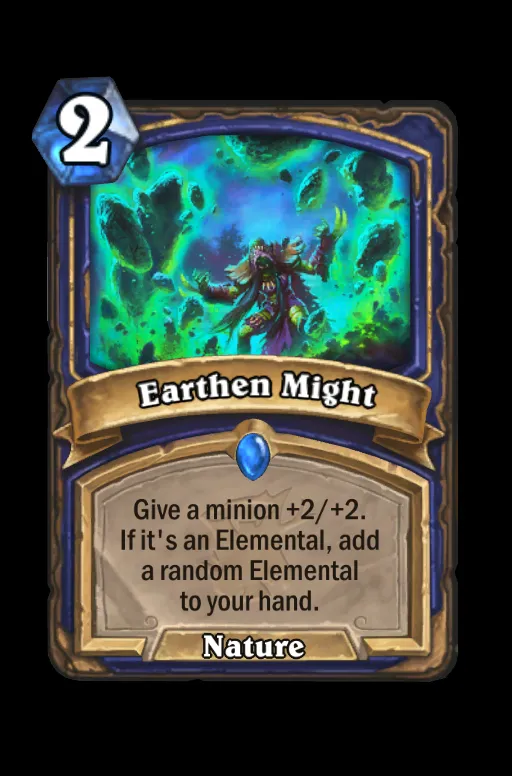 2
Earthen Might
Give a minion +2/+2.
If it's an Elemental, add
a random Elemental
to your hand.
Nature